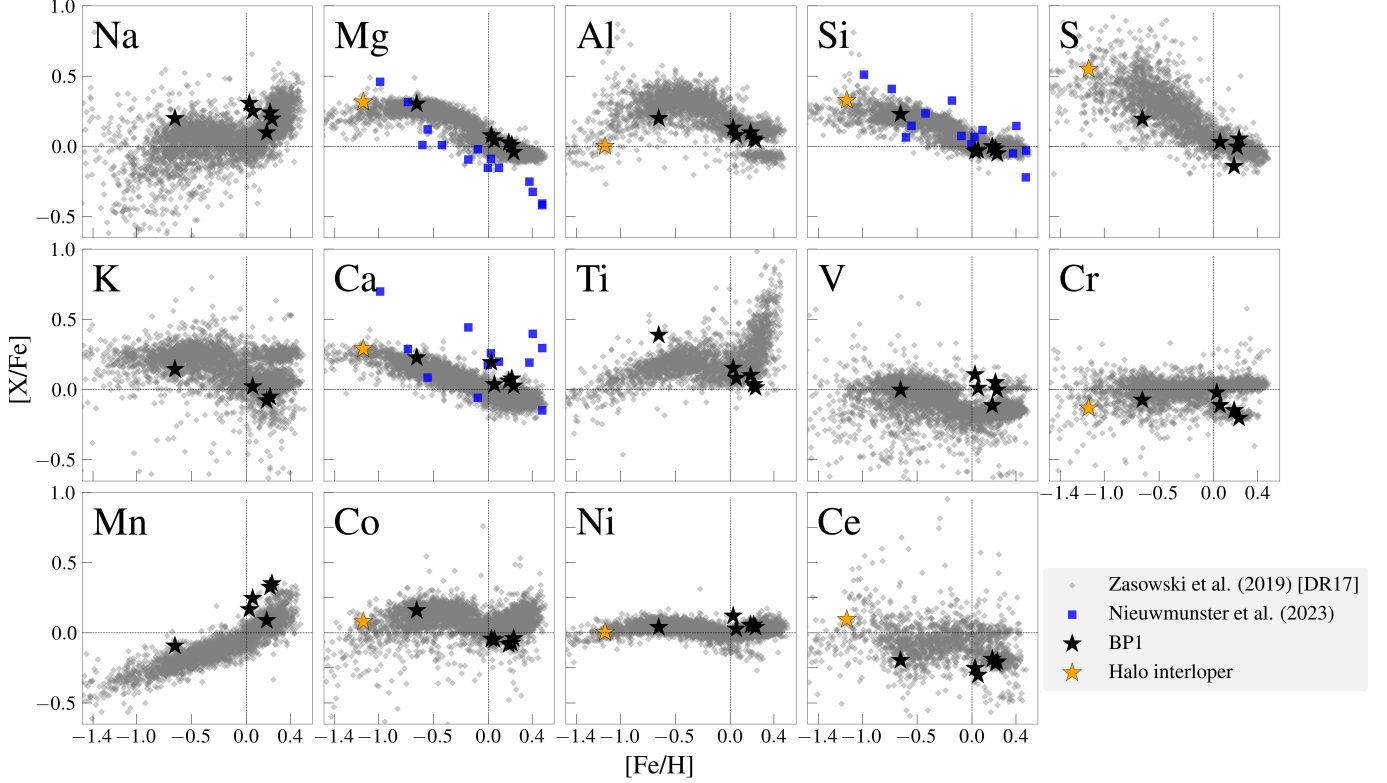 Na Mg Al Si S
1.0
0.5
0.0
−0.5
K Ca Ti V Cr
1.0
0.5
0.0
−0.5
[X/Fe]
−1.4 −1.0 −0.5 0.0 0.4
Mn Co Ni Ce
1.0
0.5
0.0
−0.5
Zasowski et al. (2019) [DR17]
Nieuwmunster et al. (2023)
BP1
Halo interloper
−1.4 −1.0 −0.5 0.0 0.4 −1.4 −1.0 −0.5 0.0 0.4 −1.4 −1.0 −0.5 0.0 0.4 −1.4 −1.0 −0.5 0.0 0.4
[Fe/H]